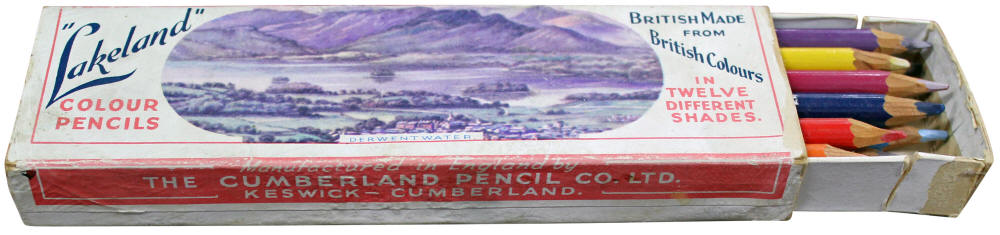 "Lakeland"
COLOUR
PENCILS
DERWENTWATER.
BRITISH MADE
FROM
British Colours
IN
TWELVE
DIFFERENT
SHADES.
Manufactured in England by
THE CUMBERLAND PENCIL CO. LTD.
KESWICK - CUMBERLAND.